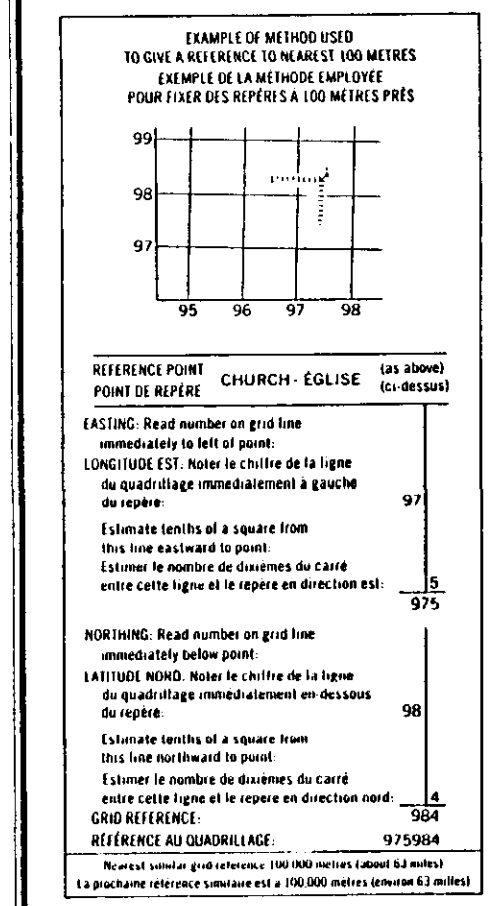 EXAMPLE OF METHOD USED
TO GIVE A REFERENCE TO NEAREST 100 METRES
EXEMPLE DE LA MÉTHODE EMPLOYÉE
POUR FIXER DES REPÈRES À 100 MÈTRES PRÈS
99
98
97
95 96 97 98
REFERENCE POINT CHURCH - ÉGLISE (as above)
POINT DE REPÈRE (ci-dessus)
EASTING: Read number on grid line
immediately to left of point:
LONGITUDE EST. Noter le chiffre de la ligne
du quadrillage immédiatement à gauche
du repère: 97
Estimate tenths of a square from
this line eastward to point:
Estimer le nombre de dixièmes du carré
entre cette ligne et le repère en direction est: 5
975
NORTHING: Read number on grid line
immediately below point:
LATITUDE NORD. Noter le chiffre de la ligne
du quadrillage immédiatement en-dessous
du repère: 98
Estimate tenths of a square from
this line northward to point:
Estimer le nombre de dixièmes du carré
entre cette ligne et le repère en direction nord: 4
GRID REFERENCE: 984
RÉFÉRENCE AU QUADRILLAGE: 975984
Nearest similar grid reference 100 000 metres (about 63 miles)
La prochaine référence similaire est à 100,000 mètres (environ 63 milles)